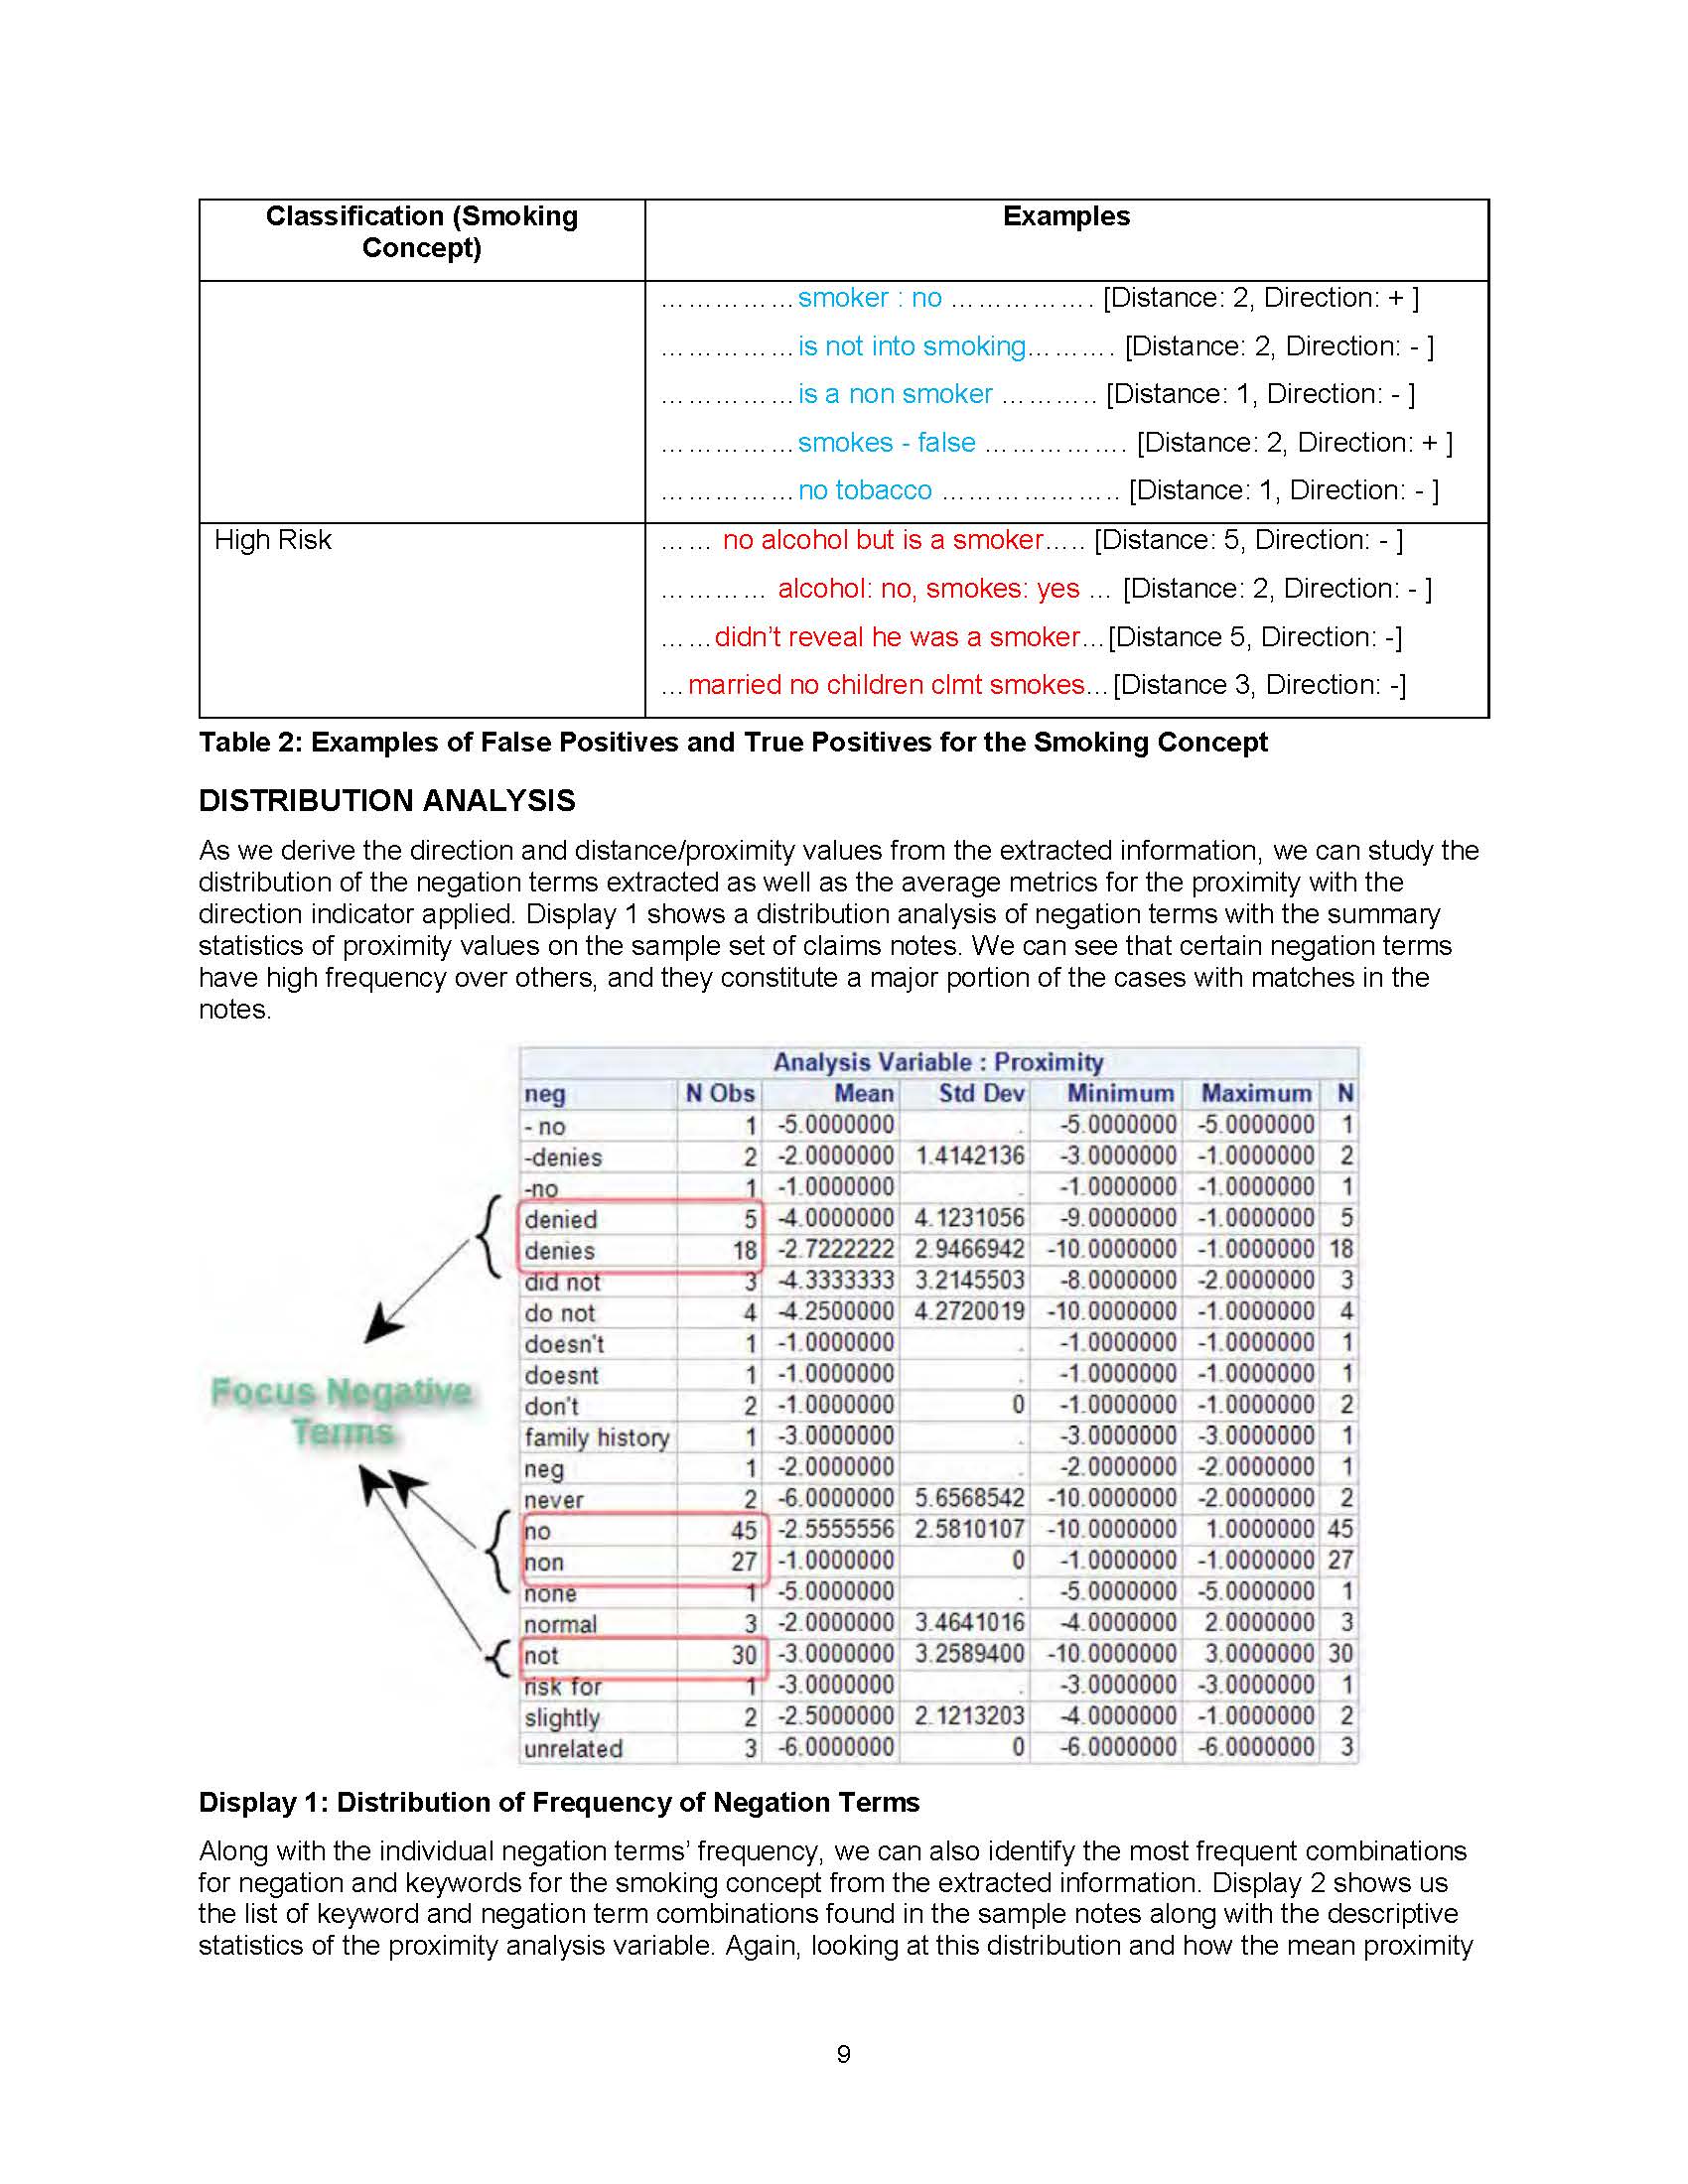 Classification (Smoking Concept)
Examples
……………smoker : no ……………. [Distance: 2, Direction: + ]
……………is not into smoking………. [Distance: 2, Direction: - ]
……………is a non smoker ……….. [Distance: 1, Direction: - ]
……………smokes - false ……………. [Distance: 2, Direction: + ]
……………no tobacco ……………….. [Distance: 1, Direction: - ]
High Risk
…… no alcohol but is a smoker….. [Distance: 5, Direction: - ]
………… alcohol: no, smokes: yes … [Distance: 2, Direction: - ]
……didn’t reveal he was a smoker…[Distance 5, Direction: -]
…married no children clmt smokes…[Distance 3, Direction: -]
Table 2: Examples of False Positives and True Positives for the Smoking Concept
DISTRIBUTION ANALYSIS
As we derive the direction and distance/proximity values from the extracted information, we can study the
distribution of the negation terms extracted as well as the average metrics for the proximity with the
direction indicator applied. Display 1 shows a distribution analysis of negation terms with the summary
statistics of proximity values on the sample set of claims notes. We can see that certain negation terms
have high frequency over others, and they constitute a major portion of the cases with matches in the
notes.
Focus Negative
Terms
Analysis Variable : Proximity
neg N Obs Mean Std Dev Minimum Maximum N
- no 1 -5.0000000 . -5.0000000 -5.0000000 1
-denies 2 -2.0000000 1.4142136 -3.0000000 -1.0000000 2
-no 1 -1.0000000 . -1.0000000 -1.0000000 1
denied 5 -4.0000000 4.1231056 -9.0000000 -1.0000000 5
denies 18 -2.7222222 2.9466942 -10.0000000 -1.0000000 18
did not 3 -4.3333333 3.2145503 -8.0000000 -2.0000000 3
do not 4 -4.2500000 4.2720019 -10.0000000 -1.0000000 4
doesn't 1 -1.0000000 . -1.0000000 -1.0000000 1
doesnt 1 -1.0000000 . -1.0000000 -1.0000000 1
don't 2 -1.0000000 0 -1.0000000 -1.0000000 2
family history 1 -3.0000000 . -3.0000000 -3.0000000 1
neg 1 -2.0000000 . -2.0000000 -2.0000000 1
never 2 -6.0000000 5.6568542 -10.0000000 -2.0000000 2
no 45 -2.5555556 2.5810107 -10.0000000 1.0000000 45
non 27 -1.0000000 0 -1.0000000 -1.0000000 27
none 1 -5.0000000 . -5.0000000 -5.0000000 1
normal 3 -2.0000000 3.4641016 -4.0000000 2.0000000 3
not 30 -3.0000000 3.2589400 -10.0000000 3.0000000 30
risk for 1 -3.0000000 . -3.0000000 -3.0000000 1
slightly 2 -2.5000000 2.1213203 -4.0000000 -1.0000000 2
unrelated 3 -6.0000000 0 -6.0000000 -6.0000000 3
Display 1: Distribution of Frequency of Negation Terms
Along with the individual negation terms’ frequency, we can also identify the most frequent combinations
for negation and keywords for the smoking concept from the extracted information. Display 2 shows us
the list of keyword and negation term combinations found in the sample notes along with the descriptive
statistics of the proximity analysis variable. Again, looking at this distribution and how the mean proximity
9